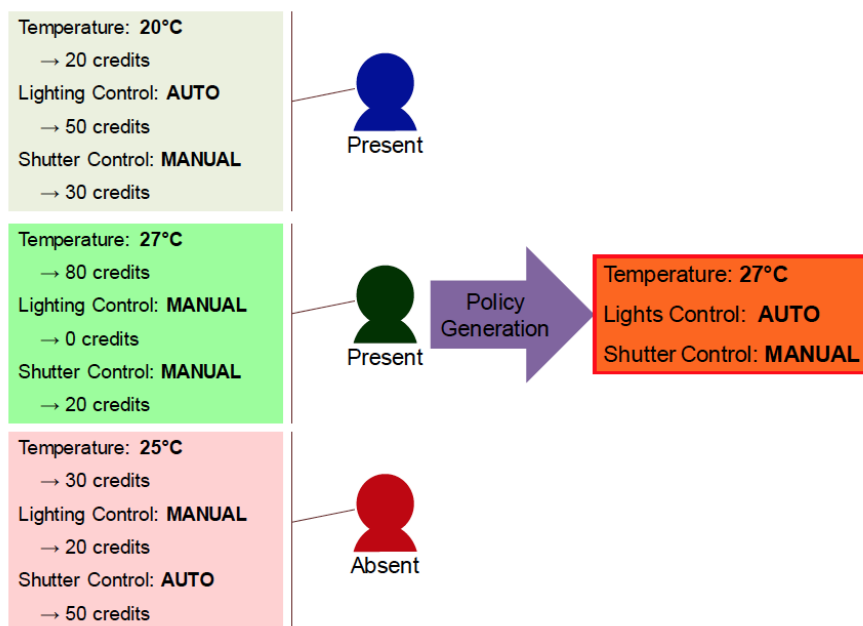 Temperature: 20°C
→ 20 credits
Lighting Control: AUTO
→ 50 credits
Shutter Control: MANUAL
→ 30 credits
Present
Temperature: 27°C
→ 80 credits
Lighting Control: MANUAL
→ 0 credits
Shutter Control: MANUAL
→ 20 credits
Present
Policy
Generation
Temperature: 27°C
Lights Control: AUTO
Shutter Control: MANUAL
Temperature: 25°C
→ 30 credits
Lighting Control: MANUAL
→ 20 credits
Shutter Control: AUTO
→ 50 credits
Absent